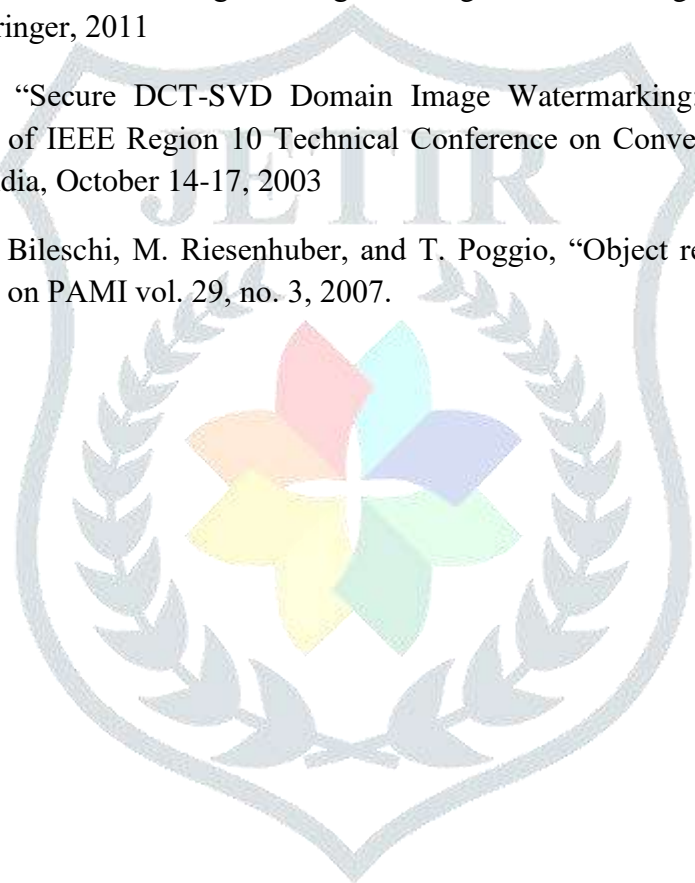 ringer, 2011
“Secure DCT-SVD Domain Image Watermarking:
of IEEE Region 10 Technical Conference on Conve
dia, October 14-17, 2003
JETIR
Bileschi, M. Riesenhuber, and T. Poggio, “Object re
on PAMI vol. 29, no. 3, 2007.